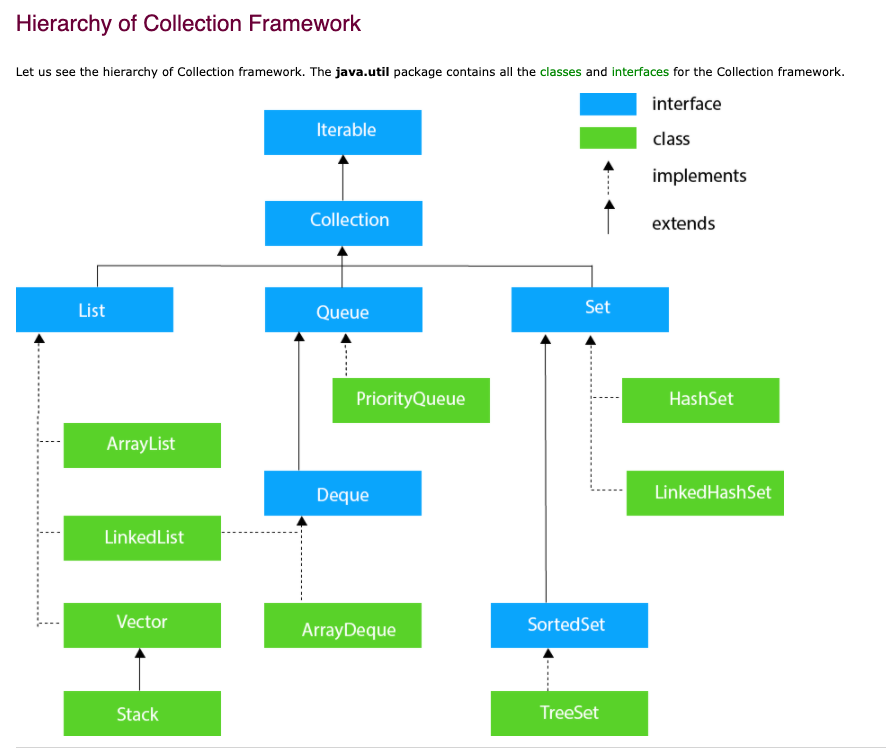 Hierarchy of Collection Framework
Let us see the hierarchy of Collection framework. The java.util package contains all the classes and interfaces for the Collection framework.
interface
class
implements
extends
Iterable
Collection
List
Queue
Set
PriorityQueue
HashSet
ArrayList
Deque
LinkedHashSet
LinkedList
Vector
ArrayDeque
SortedSet
Stack
TreeSet